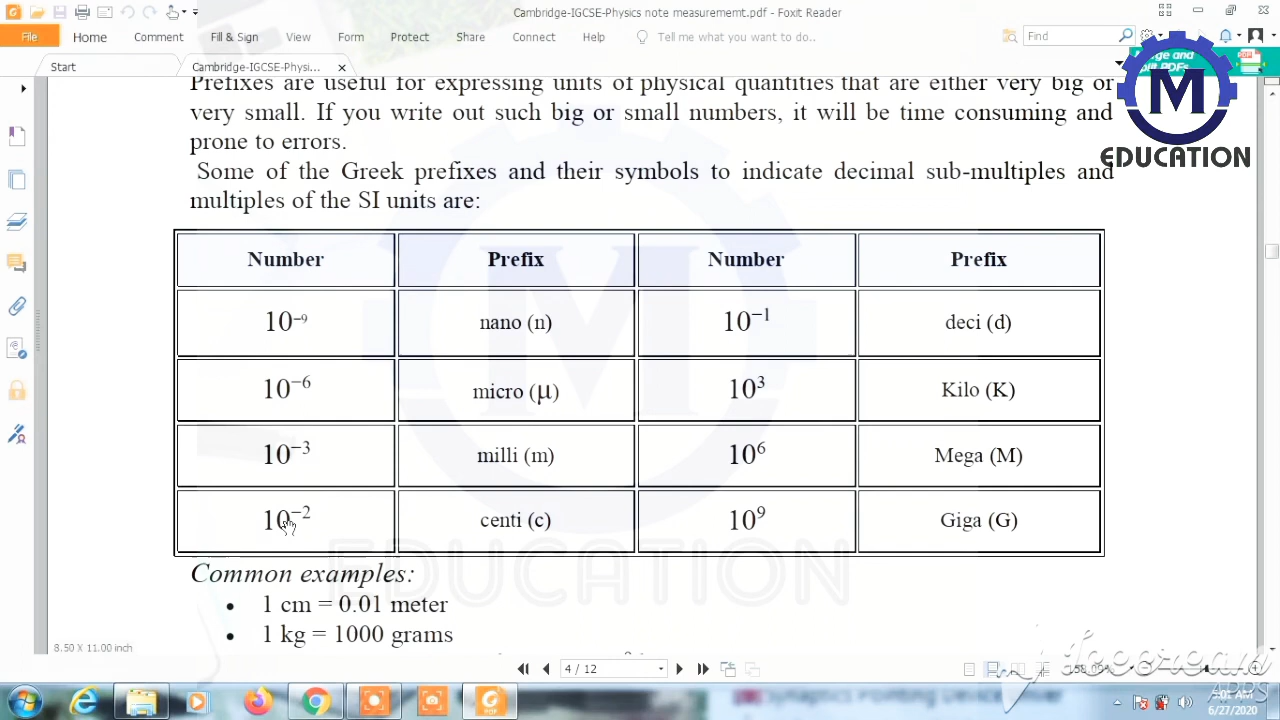 Cambridge-IGCSE-Physics note measurememt.pdf - Foxit Reader
File Home Comment Fill & Sign View Form Protect Share Connect Help Tell me what you want to do... Find
Start Cambridge-IGCSE-Physi...
M
EDUCATION
Prefixes are useful for expressing units of physical quantities that are either very big or
very small. If you write out such big or small numbers, it will be time consuming and
prone to errors.
Some of the Greek prefixes and their symbols to indicate decimal sub-multiples and
multiples of the SI units are:
Number Prefix Number Prefix
10⁻⁹ nano (n) 10⁻¹ deci (d)
10⁻⁶ micro (μ) 10³ Kilo (K)
10⁻³ milli (m) 10⁶ Mega (M)
10⁻² centi (c) 10⁹ Giga (G)
M
EDUCATION
Common examples:
• 1 cm = 0.01 meter
• 1 kg = 1000 grams
8.50 x 11.00 inch
4 / 12
APPS
5:01 AM
6/27/2020